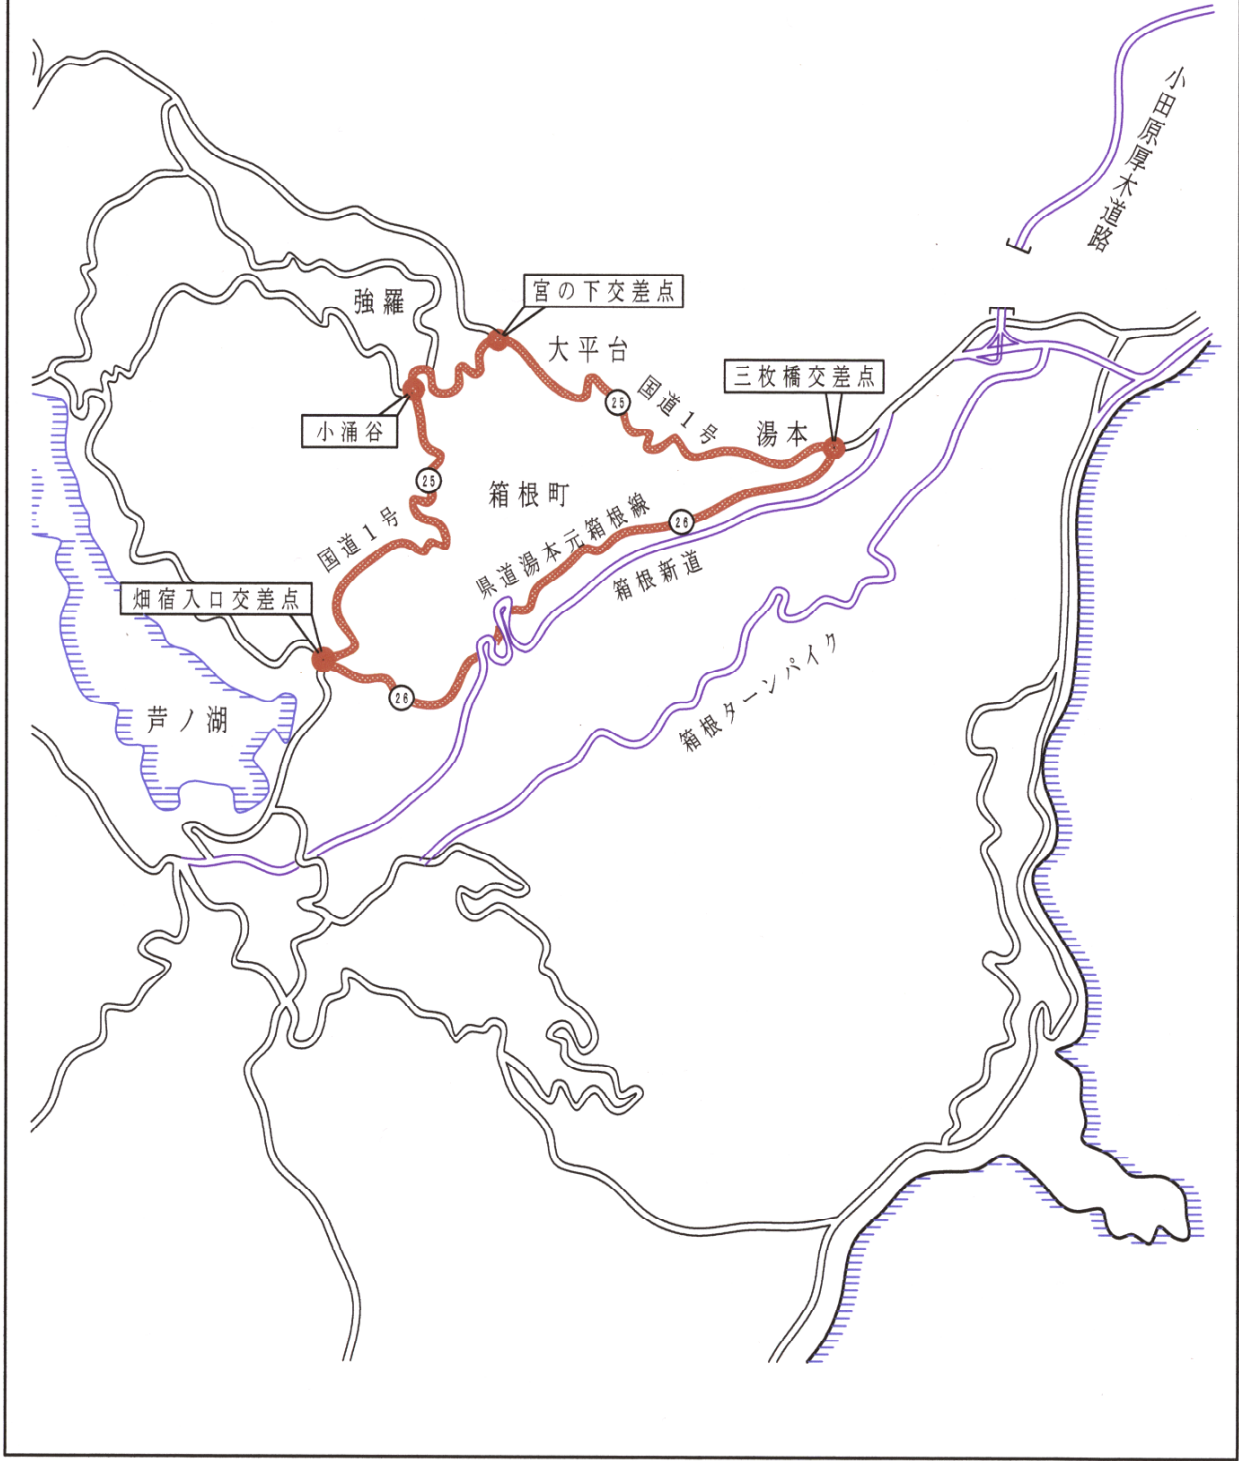 小田原厚木道路
宮の下交差点
強羅
大平台
三枚橋交差点
国道1号
25
湯本
小涌谷
25
箱根町
国道1号
県道湯本元箱根線
26
箱根新道
畑宿入口交差点
箱根ターンパイク
26
芦ノ湖